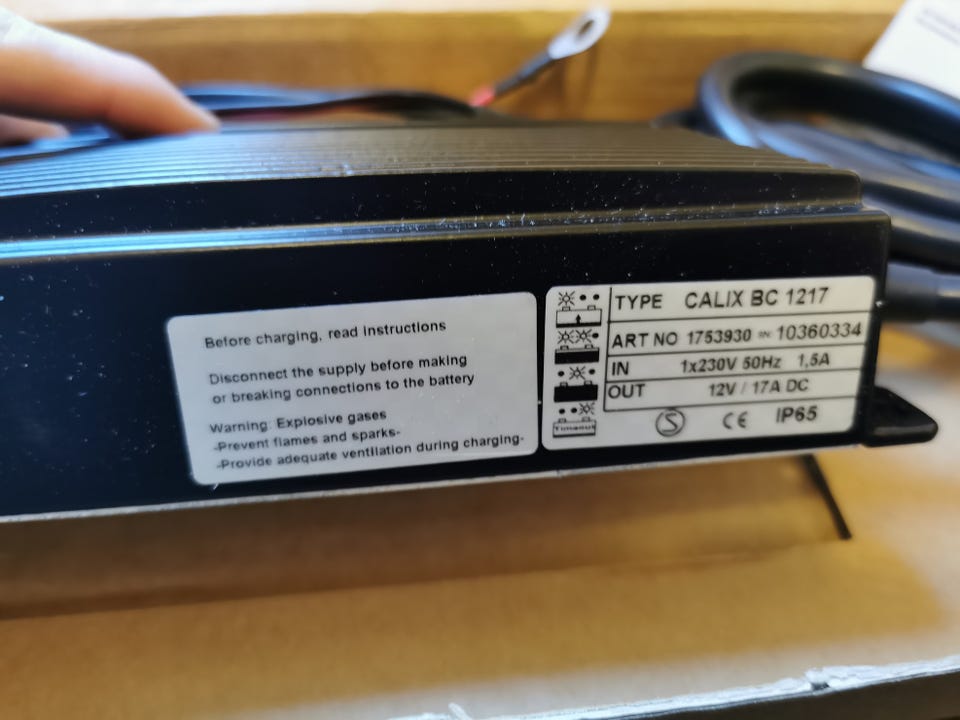 Before charging, read instructions
Disconnect the supply before making
or breaking connections to the battery
Warning: Explosive gases
-Prevent flames and sparks-
-Provide adequate ventilation during charging-
TYPE CALIX BC 1217
ART NO 1753930 SN: 10360334
IN 1x230V 50Hz 1,5A
OUT 12V / 17A DC
S CE IP65